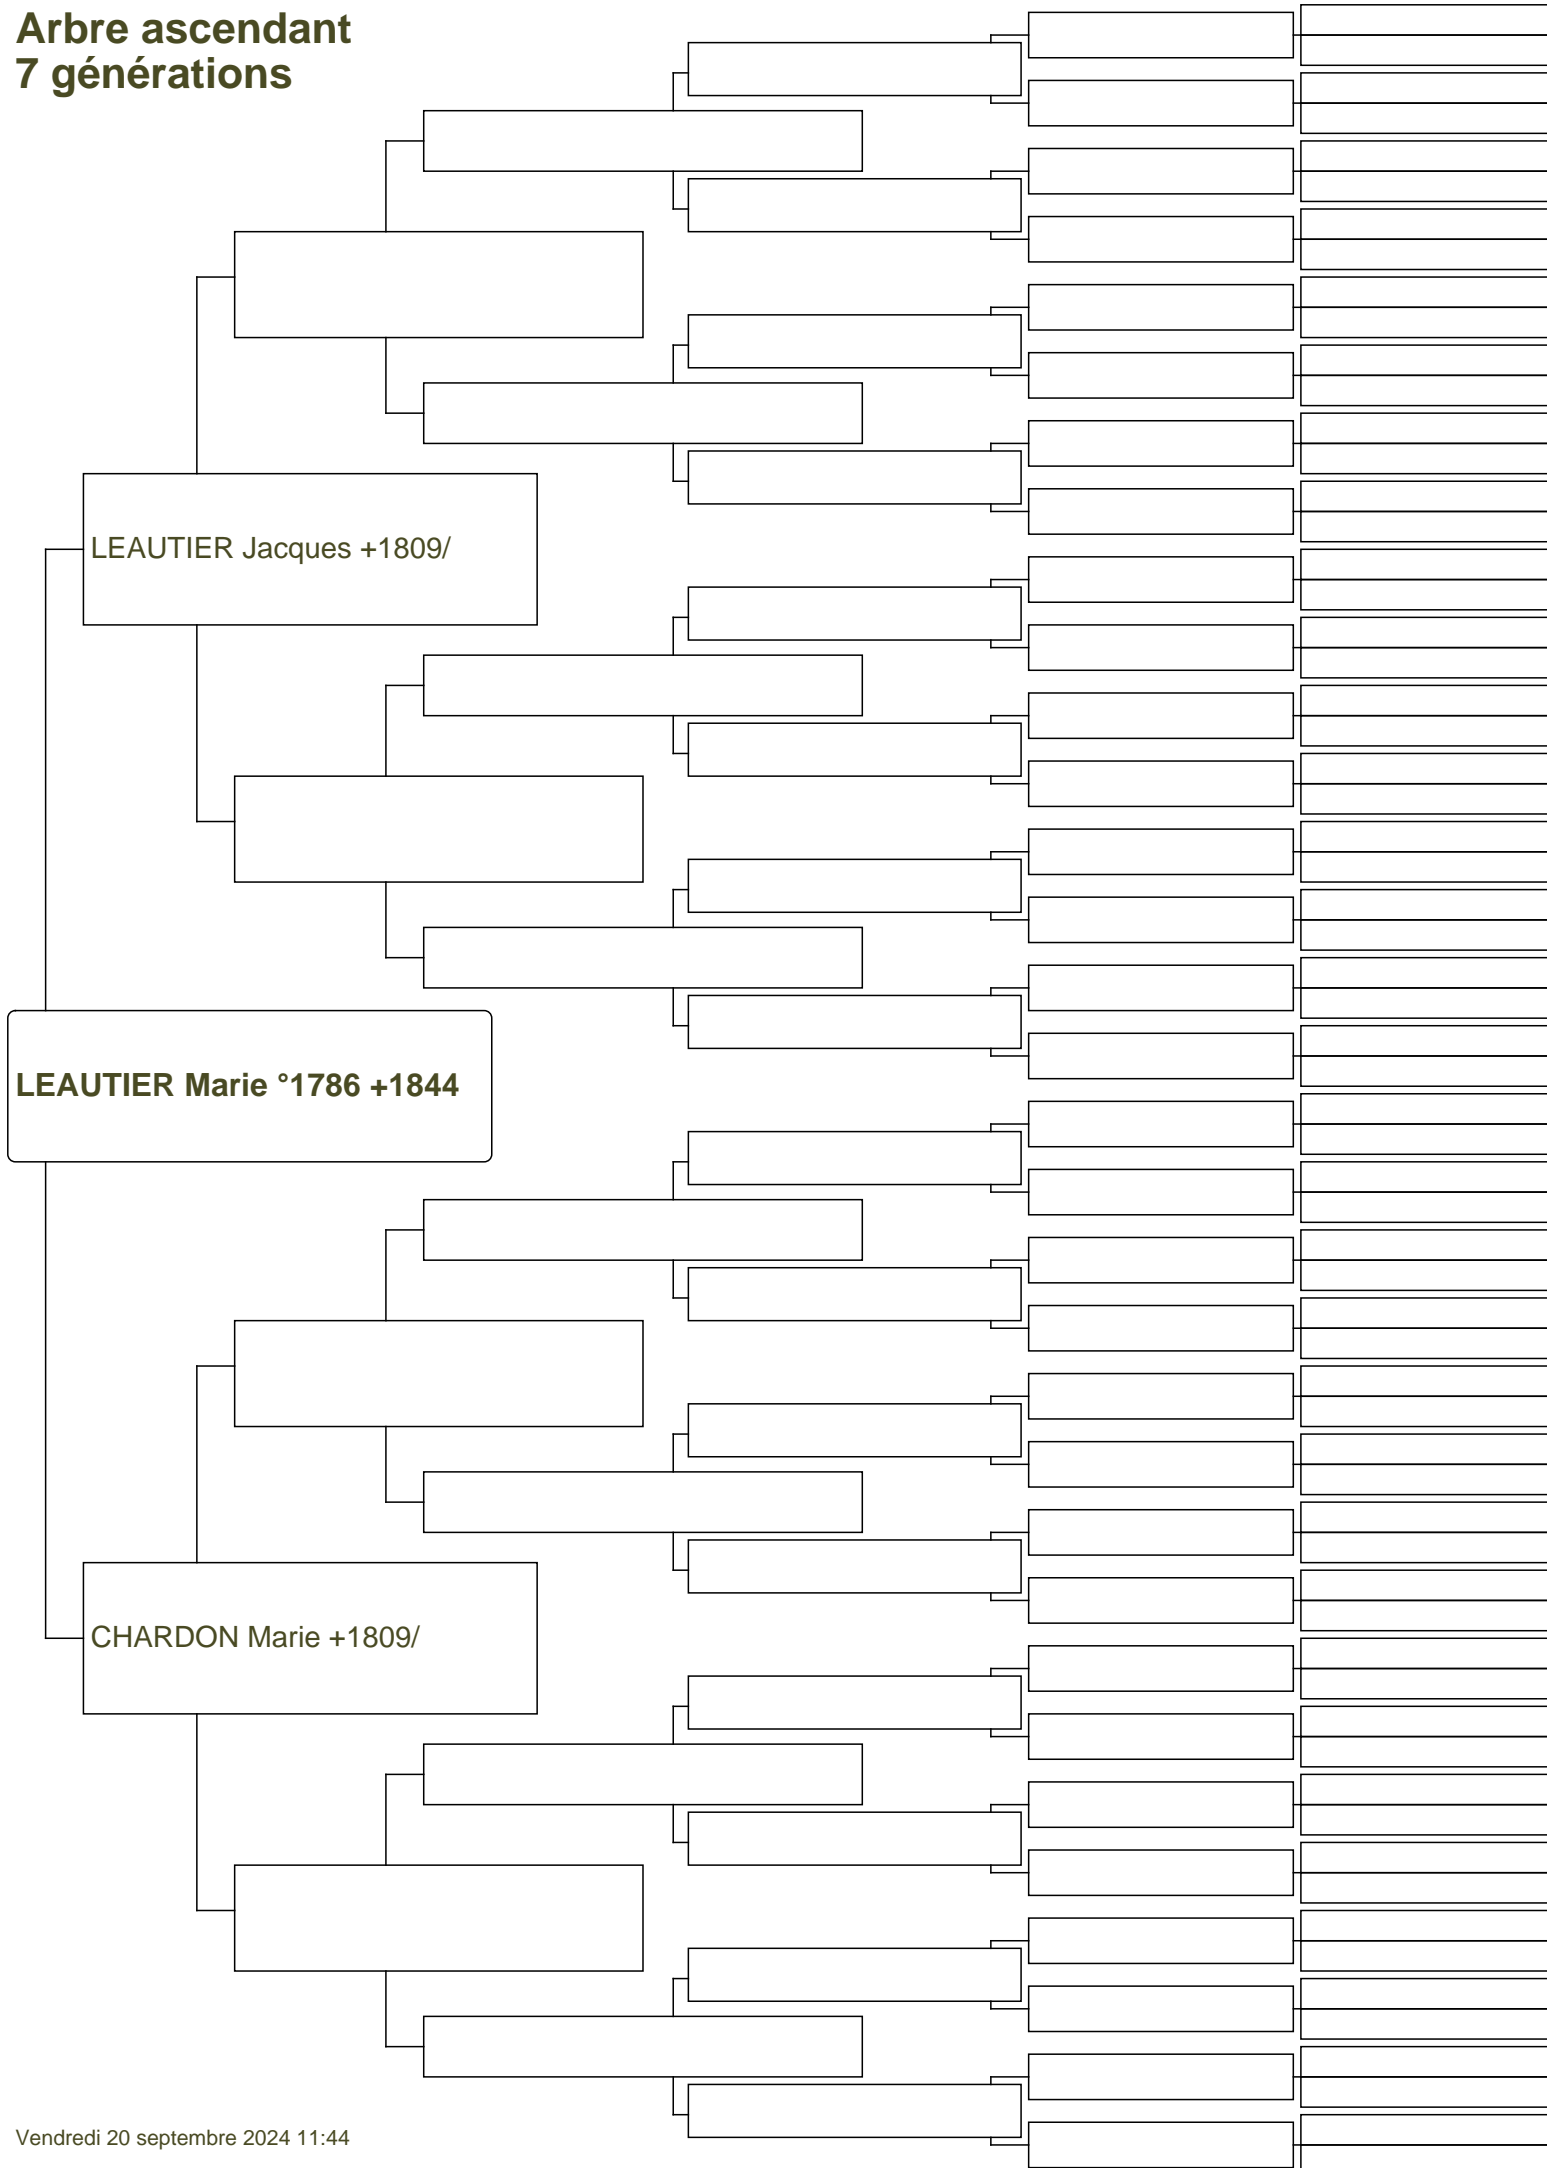 Arbre ascendant
7 générations
LEAUTIER Jacques +1809/
LEAUTIER Marie °1786 +1844
CHARDON Marie +1809/
Vendredi 20 septembre 2024 11:44